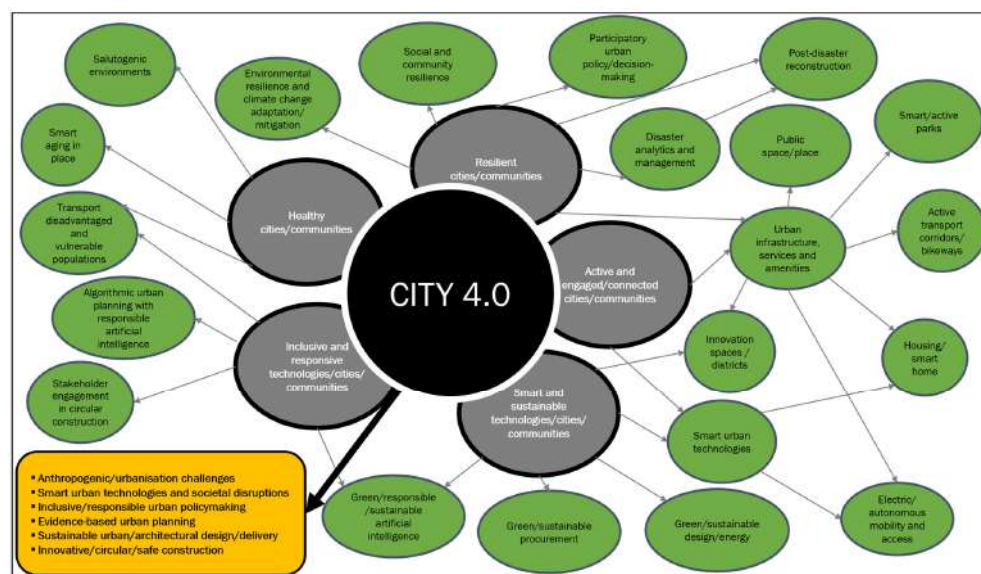 Salutogenic
environments
Social and
community
resilience
Participatory
urban
policy/decision-
making
Post-disaster
reconstruction
Environmental
resilience and
climate change
adaptation/
mitigation
Smart
aging in
place
Resilient
cities/communities
Disaster
analytics and
management
Public
space/place
Smart/active
parks
Healthy
cities/communities
Transport
disadvantaged
and
vulnerable
populations
Urban
infrastructure,
services and
amenities
Active
transport
corridors/
bikeways
CITY 4.0
Active and
engaged/connected
cities/communities
Algorithmic urban
planning with
responsible
artificial
intelligence
Inclusive and
responsive
technologies/cities/
communities
Innovation
spaces /
districts
Housing/
smart
home
Stakeholder
engagement
in circular
construction
Smart and
sustainable
technologies/cities/
communities
Smart urban
technologies
▪ Anthropogenic/urbanisation challenges
▪ Smart urban technologies and societal disruptions
▪ Inclusive/responsible urban policymaking
▪ Evidence-based urban planning
▪ Sustainable urban/architectural design/delivery
▪ Innovative/circular/safe construction
Green/responsible
/sustainable
artificial
intelligence
Green/sustainable
procurement
Green/sustainable
design/energy
Electric/
autonomous
mobility and
access